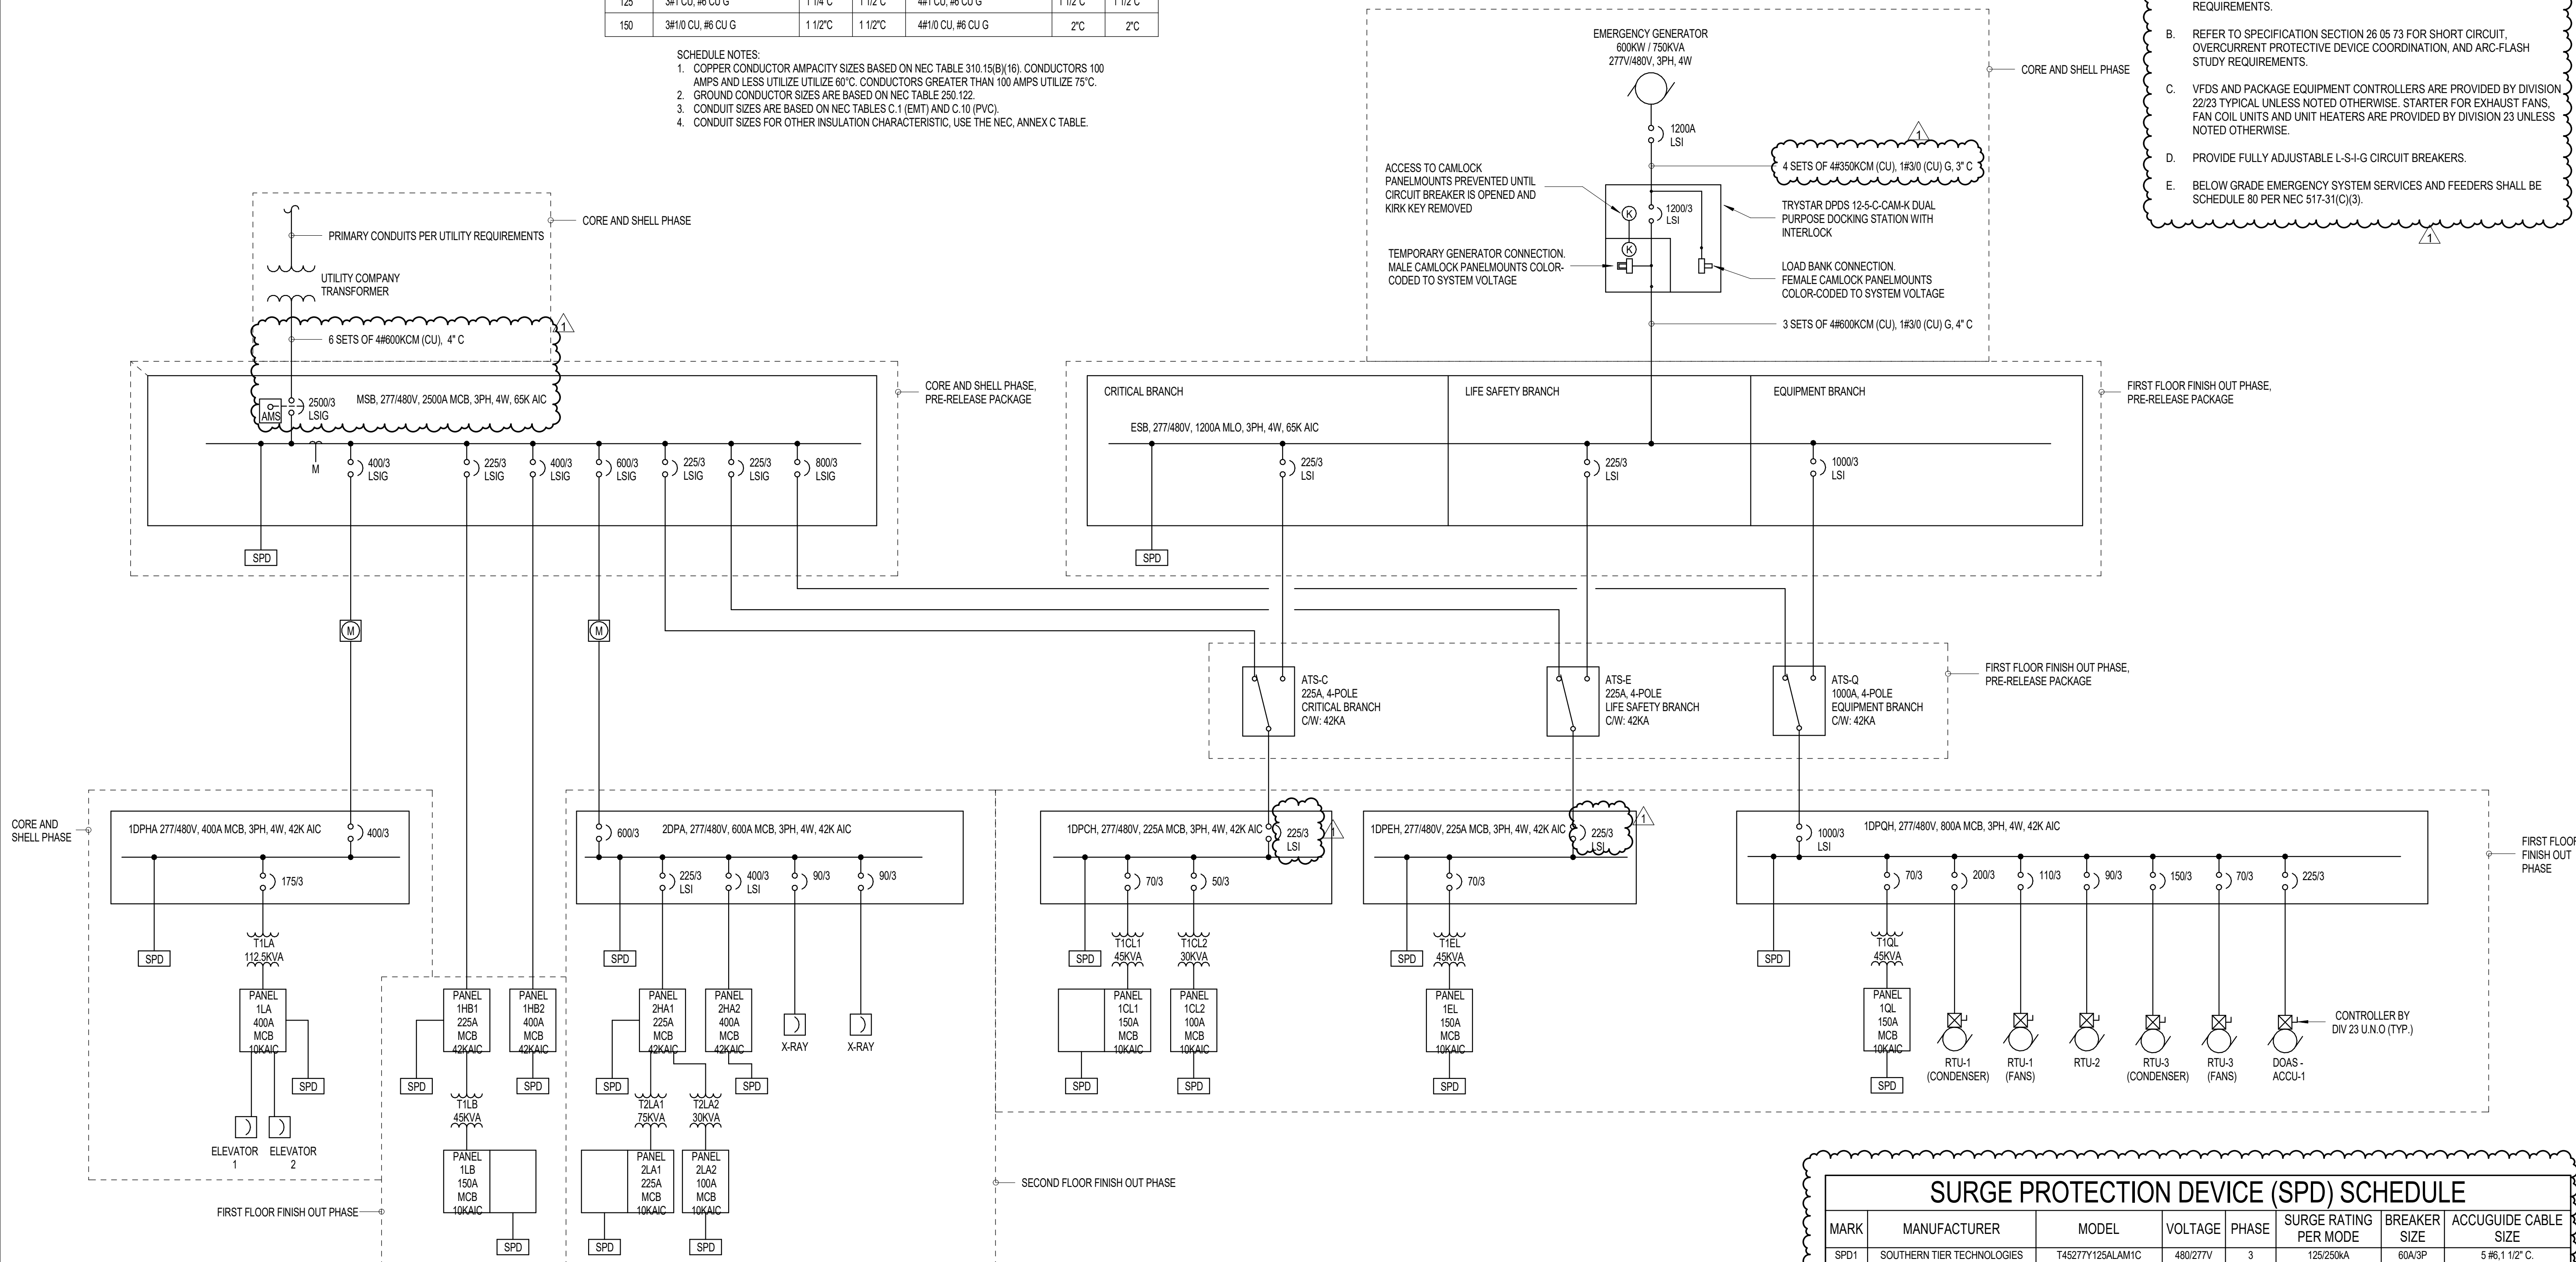 125 3#1 CU, #6 CU G 1 1/4"C 1 1/2"C 4#1 CU, #6 CU G 1 1/2"C 1 1/2"C
150 3#1/0 CU, #6 CU G 1 1/2"C 1 1/2"C 4#1/0 CU, #6 CU G 2"C 2"C
SCHEDULE NOTES:
1. COPPER CONDUCTOR AMPACITY SIZES BASED ON NEC TABLE 310.15(B)(16). CONDUCTORS 100
AMPS AND LESS UTILIZE UTILIZE 60°C. CONDUCTORS GREATER THAN 100 AMPS UTILIZE 75°C.
2. GROUND CONDUCTOR SIZES ARE BASED ON NEC TABLE 250.122.
3. CONDUIT SIZES ARE BASED ON NEC TABLES C.1 (EMT) AND C.10 (PVC).
4. CONDUIT SIZES FOR OTHER INSULATION CHARACTERISTIC, USE THE NEC, ANNEX C TABLE.
REQUIREMENTS.
B. REFER TO SPECIFICATION SECTION 26 05 73 FOR SHORT CIRCUIT,
OVERCURRENT PROTECTIVE DEVICE COORDINATION, AND ARC-FLASH
STUDY REQUIREMENTS.
C. VFDS AND PACKAGE EQUIPMENT CONTROLLERS ARE PROVIDED BY DIVISION
22/23 TYPICAL UNLESS NOTED OTHERWISE. STARTER FOR EXHAUST FANS,
FAN COIL UNITS AND UNIT HEATERS ARE PROVIDED BY DIVISION 23 UNLESS
NOTED OTHERWISE.
D. PROVIDE FULLY ADJUSTABLE L-S-I-G CIRCUIT BREAKERS.
E. BELOW GRADE EMERGENCY SYSTEM SERVICES AND FEEDERS SHALL BE
SCHEDULE 80 PER NEC 517-31(C)(3).
1
EMERGENCY GENERATOR
600KW / 750KVA
277V/480V, 3PH, 4W
CORE AND SHELL PHASE
1200A
LSI
1
4 SETS OF 4#350KCM (CU), 1#3/0 (CU) G, 3" C
ACCESS TO CAMLOCK
PANELMOUNTS PREVENTED UNTIL
CIRCUIT BREAKER IS OPENED AND
KIRK KEY REMOVED
K
K
1200/3
LSI
TRYSTAR DPDS 12-5-C-CAM-K DUAL
PURPOSE DOCKING STATION WITH
INTERLOCK
TEMPORARY GENERATOR CONNECTION.
MALE CAMLOCK PANELMOUNTS COLOR-
CODED TO SYSTEM VOLTAGE
LOAD BANK CONNECTION.
FEMALE CAMLOCK PANELMOUNTS
COLOR-CODED TO SYSTEM VOLTAGE
3 SETS OF 4#600KCM (CU), 1#3/0 (CU) G, 4" C
CORE AND SHELL PHASE
PRIMARY CONDUITS PER UTILITY REQUIREMENTS
UTILITY COMPANY
TRANSFORMER
1
6 SETS OF 4#600KCM (CU), 4" C
AMS
2500/3
LSIG
MSB, 277/480V, 2500A MCB, 3PH, 4W, 65K AIC
CORE AND SHELL PHASE,
PRE-RELEASE PACKAGE
M
400/3
LSIG
225/3
LSIG
400/3
LSIG
600/3
LSIG
225/3
LSIG
225/3
LSIG
800/3
LSIG
SPD
CRITICAL BRANCH
LIFE SAFETY BRANCH
EQUIPMENT BRANCH
ESB, 277/480V, 1200A MLO, 3PH, 4W, 65K AIC
FIRST FLOOR FINISH OUT PHASE,
PRE-RELEASE PACKAGE
225/3
LSI
225/3
LSI
1000/3
LSI
SPD
M
M
ATS-C
225A, 4-POLE
CRITICAL BRANCH
C/W: 42KA
ATS-E
225A, 4-POLE
LIFE SAFETY BRANCH
C/W: 42KA
ATS-Q
1000A, 4-POLE
EQUIPMENT BRANCH
C/W: 42KA
FIRST FLOOR FINISH OUT PHASE,
PRE-RELEASE PACKAGE
CORE AND
SHELL PHASE
1DPHA 277/480V, 400A MCB, 3PH, 4W, 42K AIC
400/3
175/3
SPD
T1LA
112.5KVA
PANEL
1LA
400A
MCB
10KAIC
SPD
ELEVATOR
1
ELEVATOR
2
PANEL
1HB1
225A
MCB
42KAIC
PANEL
1HB2
400A
MCB
42KAIC
SPD
SPD
T1LB
45KVA
PANEL
1LB
150A
MCB
10KAIC
SPD
FIRST FLOOR FINISH OUT PHASE
600/3
2DPA, 277/480V, 600A MCB, 3PH, 4W, 42K AIC
225/3
LSI
400/3
LSI
90/3
90/3
SPD
PANEL
2HA1
225A
MCB
42KAIC
PANEL
2HA2
400A
MCB
42KAIC
X-RAY
X-RAY
SPD
SPD
T2LA1
75KVA
T2LA2
30KVA
PANEL
2LA1
225A
MCB
10KAIC
PANEL
2LA2
100A
MCB
10KAIC
SPD
SPD
SECOND FLOOR FINISH OUT PHASE
1DPCH, 277/480V, 225A MCB, 3PH, 4W, 42K AIC
225/3
LSI
1
70/3
50/3
SPD
T1CL1
45KVA
T1CL2
30KVA
PANEL
1CL1
150A
MCB
10KAIC
PANEL
1CL2
100A
MCB
10KAIC
SPD
SPD
1DPEH, 277/480V, 225A MCB, 3PH, 4W, 42K AIC
225/3
LSI
1
70/3
T1EL
45KVA
PANEL
1EL
150A
MCB
10KAIC
SPD
1000/3
LSI
1DPQH, 277/480V, 800A MCB, 3PH, 4W, 42K AIC
70/3
200/3
110/3
90/3
150/3
70/3
225/3
SPD
T1QL
45KVA
PANEL
1QL
150A
MCB
10KAIC
SPD
RTU-1
(CONDENSER)
RTU-1
(FANS)
RTU-2
RTU-3
(CONDENSER)
RTU-3
(FANS)
DOAS -
ACCU-1
CONTROLLER BY
DIV 23 U.N.O (TYP.)
FIRST FLOOR
FINISH OUT
PHASE
SURGE PROTECTION DEVICE (SPD) SCHEDULE
MARK MANUFACTURER MODEL VOLTAGE PHASE SURGE RATING PER MODE BREAKER SIZE ACCUGUIDE CABLE SIZE
SPD1 SOUTHERN TIER TECHNOLOGIES T45277Y125ALAM1C 480/277V 3 125/250kA 60A/3P 5 #6,1 1/2" C.